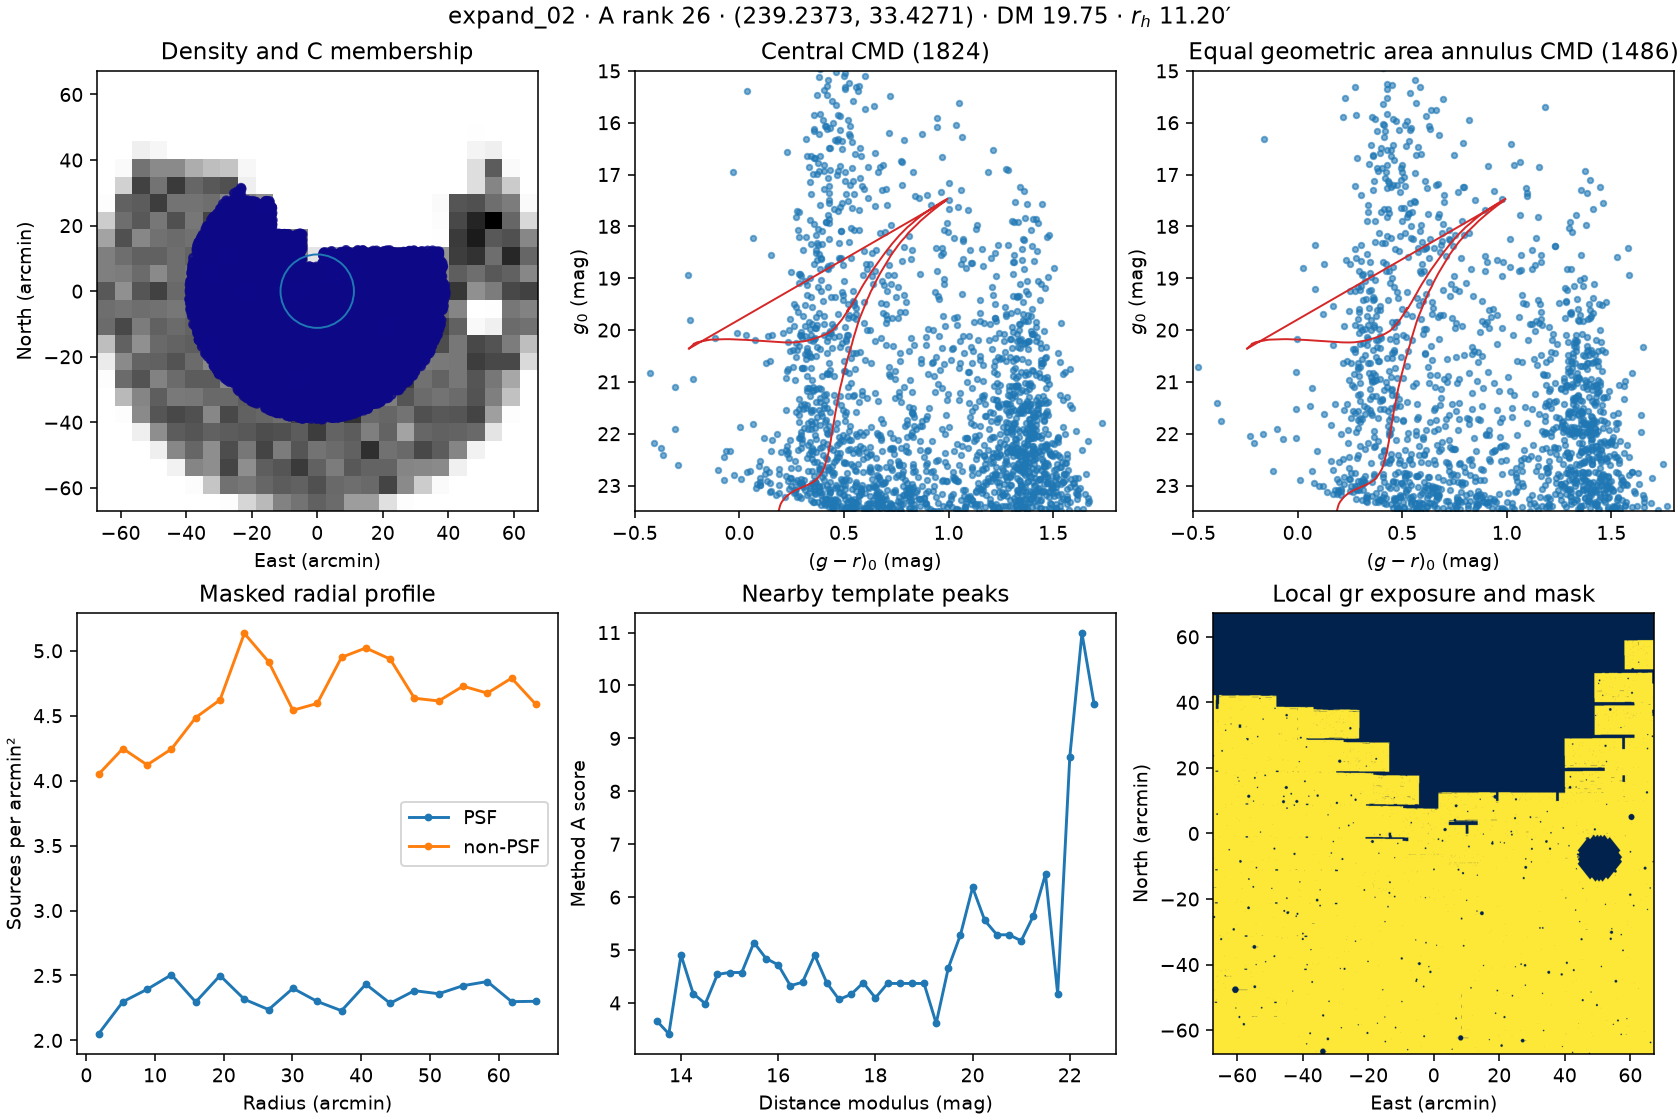 expand_02 · A rank 26 · (239.2373, 33.4271) · DM 19.75 · r_h 11.20′
Density and C membership
60
40
20
0
−20
−40
−60
−60 −40 −20 0 20 40 60
East (arcmin)
North (arcmin)
Central CMD (1824)
15
16
17
18
19
20
21
22
23
−0.5 0.0 0.5 1.0 1.5
(g − r)₀ (mag)
g₀ (mag)
Equal geometric area annulus CMD (1486)
15
16
17
18
19
20
21
22
23
−0.5 0.0 0.5 1.0 1.5
(g − r)₀ (mag)
g₀ (mag)
Masked radial profile
5.0
4.5
4.0
3.5
3.0
2.5
2.0
0 10 20 30 40 50 60
Radius (arcmin)
Sources per arcmin²
PSF
non-PSF
Nearby template peaks
11
10
9
8
7
6
5
4
14 16 18 20 22
Distance modulus (mag)
Method A score
Local gr exposure and mask
60
40
20
0
−20
−40
−60
−60 −40 −20 0 20 40 60
East (arcmin)
North (arcmin)